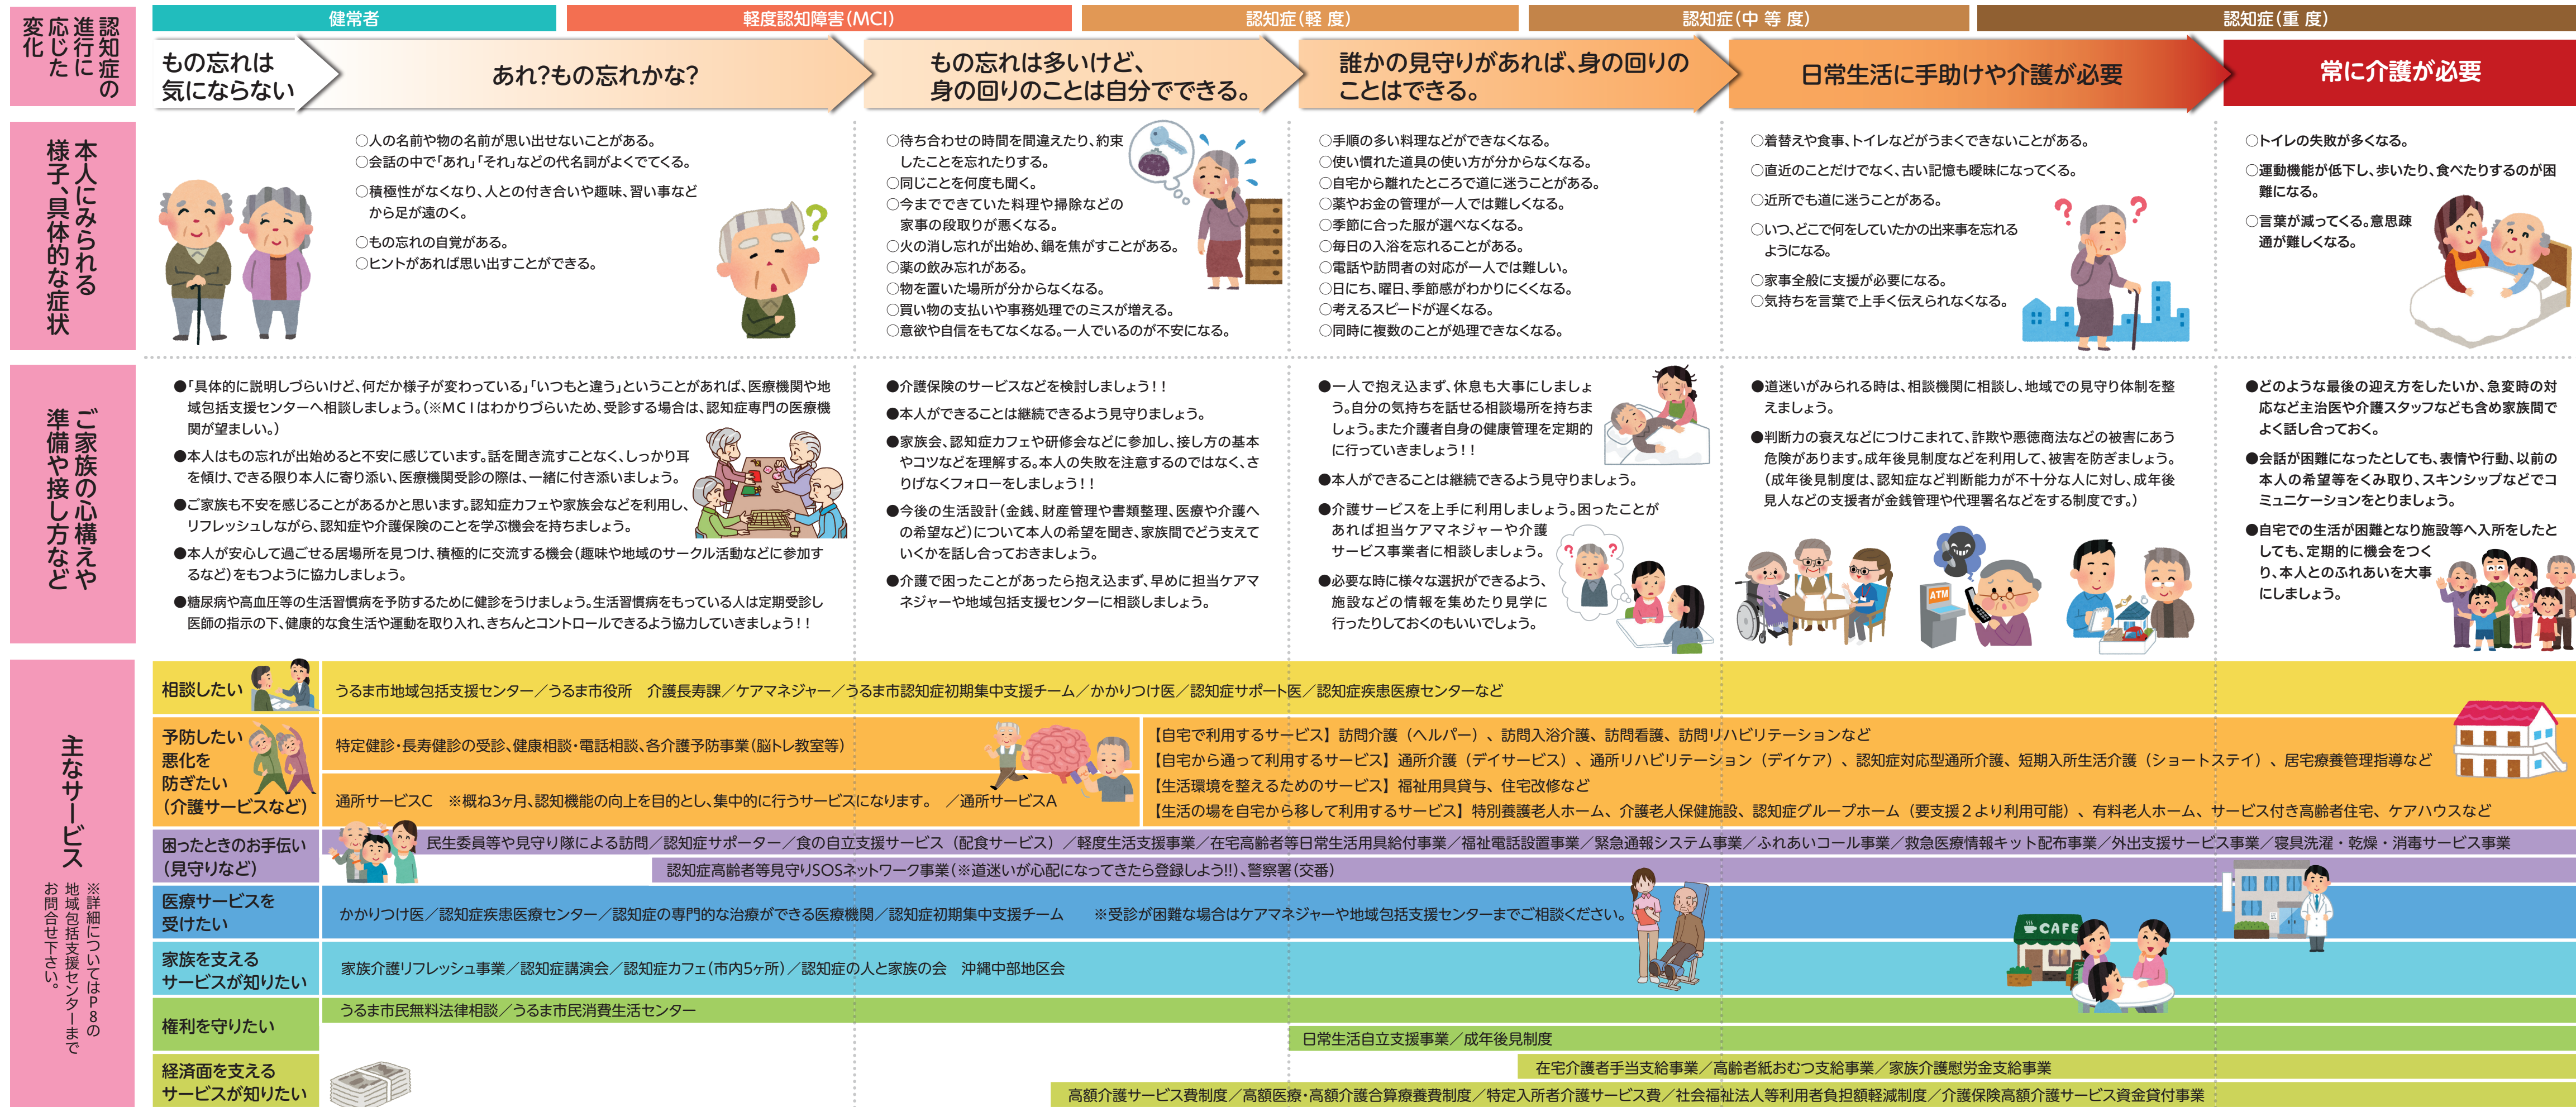 認知症の
進行に
応じた
変化
健常者
軽度認知障害(MCI)
認知症(軽 度)
認知症(中 等 度)
認知症(重 度)
もの忘れは
気にならない
あれ?もの忘れかな?
もの忘れは多いけど、
身の回りのことは自分でできる。
誰かの見守りがあれば、身の回りの
ことはできる。
日常生活に手助けや介護が必要
常に介護が必要
本人にみられる
様子、具体的な症状
○人の名前や物の名前が思い出せないことがある。
○会話の中で「あれ」「それ」などの代名詞がよくでてくる。
○積極性がなくなり、人との付き合いや趣味、習い事など
から足が遠のく。
○もの忘れの自覚がある。
○ヒントがあれば思い出すことができる。
○待ち合わせの時間を間違えたり、約束
したことを忘れたりする。
○同じことを何度も聞く。
○今までできていた料理や掃除などの
家事の段取りが悪くなる。
○火の消し忘れが出始め、鍋を焦がすことがある。
○薬の飲み忘れがある。
○物を置いた場所が分からなくなる。
○買い物の支払いや事務処理でのミスが増える。
○意欲や自信をもてなくなる。一人でいるのが不安になる。
○手順の多い料理などができなくなる。
○使い慣れた道具の使い方が分からなくなる。
○自宅から離れたところで道に迷うことがある。
○薬やお金の管理が一人では難しくなる。
○季節に合った服が選べなくなる。
○毎日の入浴を忘れることがある。
○電話や訪問者の対応が一人では難しい。
○日にち、曜日、季節感がわかりにくくなる。
○考えるスピードが遅くなる。
○同時に複数のことが処理できなくなる。
○着替えや食事、トイレなどがうまくできないことがある。
○直近のことだけでなく、古い記憶も曖昧になってくる。
○近所でも道に迷うことがある。
○いつ、どこで何をしていたかの出来事を忘れる
ようになる。
○家事全般に支援が必要になる。
○気持ちを言葉で上手く伝えられなくなる。
○トイレの失敗が多くなる。
○運動機能が低下し、歩いたり、食べたりするのが困
難になる。
○言葉が減ってくる。意思疎
通が難しくなる。
ご家族の心構えや
準備や接し方など
●「具体的に説明しづらいけど、何だか様子が変わっている」「いつもと違う」ということがあれば、医療機関や地
域包括支援センターへ相談しましょう。(※MCIはわかりづらいため、受診する場合は、認知症専門の医療機
関が望ましい。)
●本人はもの忘れが出始めると不安に感じています。話を聞き流すことなく、しっかり耳
を傾け、できる限り本人に寄り添い、医療機関受診の際は、一緒に付き添いましょう。
●ご家族も不安を感じることがあるかと思います。認知症カフェや家族会などを利用し、
リフレッシュしながら、認知症や介護保険のことを学ぶ機会を持ちましょう。
●本人が安心して過ごせる居場所を見つけ、積極的に交流する機会(趣味や地域のサークル活動などに参加す
るなど)をもつように協力しましょう。
●糖尿病や高血圧等の生活習慣病を予防するために健診をうけましょう。生活習慣病をもっている人は定期受診し
医師の指示の下、健康的な食生活や運動を取り入れ、きちんとコントロールできるよう協力していきましょう!!
●介護保険のサービスなどを検討しましょう!!
●本人ができることは継続できるよう見守りましょう。
●家族会、認知症カフェや研修会などに参加し、接し方の基本
やコツなどを理解する。本人の失敗を注意するのではなく、さ
りげなくフォローをしましょう!!
●今後の生活設計(金銭、財産管理や書類整理、医療や介護へ
の希望など)について本人の希望を聞き、家族間でどう支えて
いくかを話し合っておきましょう。
●介護で困ったことがあったら抱え込まず、早めに担当ケアマ
ネジャーや地域包括支援センターに相談しましょう。
●一人で抱え込まず、休息も大事にしましょ
う。自分の気持ちを話せる相談場所を持ちま
しょう。また介護者自身の健康管理を定期的
に行っていきましょう!!
●本人ができることは継続できるよう見守りましょう。
●介護サービスを上手に利用しましょう。困ったことが
あれば担当ケアマネジャーや介護
サービス事業者に相談しましょう。
●必要な時に様々な選択ができるよう、
施設などの情報を集めたり見学に
行ったりしておくのもいいでしょう。
●道迷いがみられる時は、相談機関に相談し、地域での見守り体制を整
えましょう。
●判断力の衰えなどにつけこまれて、詐欺や悪徳商法などの被害にあう
危険があります。成年後見制度などを利用して、被害を防ぎましょう。
(成年後見制度は、認知症など判断能力が不十分な人に対し、成年後
見人などの支援者が金銭管理や代理署名などをする制度です。)
ATM
●どのような最後の迎え方をしたいか、急変時の対
応など主治医や介護スタッフなども含め家族間で
よく話し合っておく。
●会話が困難になったとしても、表情や行動、以前の
本人の希望等をくみ取り、スキンシップなどでコ
ミュニケーションをとりましょう。
●自宅での生活が困難となり施設等へ入所をしたと
しても、定期的に機会をつく
り、本人とのふれあいを大事
にしましょう。
主なサービス
※詳細についてはP8の
地域包括支援センターまで
お問合せ下さい。
相談したい
うるま市地域包括支援センター/うるま市役所 介護長寿課/ケアマネジャー/うるま市認知症初期集中支援チーム/かかりつけ医/認知症サポート医/認知症疾患医療センターなど
予防したい
悪化を
防ぎたい
(介護サービスなど)
特定健診・長寿健診の受診、健康相談・電話相談、各介護予防事業(脳トレ教室等)
通所サービスC ※概ね3ヶ月、認知機能の向上を目的とし、集中的に行うサービスになります。 /通所サービスA
【自宅で利用するサービス】訪問介護(ヘルパー)、訪問入浴介護、訪問看護、訪問リハビリテーションなど
【自宅から通って利用するサービス】通所介護(デイサービス)、通所リハビリテーション(デイケア)、認知症対応型通所介護、短期入所生活介護(ショートステイ)、居宅療養管理指導など
【生活環境を整えるためのサービス】福祉用具貸与、住宅改修など
【生活の場を自宅から移して利用するサービス】特別養護老人ホーム、介護老人保健施設、認知症グループホーム(要支援2より利用可能)、有料老人ホーム、サービス付き高齢者住宅、ケアハウスなど
困ったときのお手伝い
(見守りなど)
民生委員等や見守り隊による訪問/認知症サポーター/食の自立支援サービス(配食サービス)/軽度生活支援事業/在宅高齢者等日常生活用具給付事業/福祉電話設置事業/緊急通報システム事業/ふれあいコール事業/救急医療情報キット配布事業/外出支援サービス事業/寝具洗濯・乾燥・消毒サービス事業
認知症高齢者等見守りSOSネットワーク事業(※道迷いが心配になってきたら登録しよう!!)、警察署(交番)
医療サービスを
受けたい
かかりつけ医/認知症疾患医療センター/認知症の専門的な治療ができる医療機関/認知症初期集中支援チーム ※受診が困難な場合はケアマネジャーや地域包括支援センターまでご相談ください。
家族を支える
サービスが知りたい
家族介護リフレッシュ事業/認知症講演会/認知症カフェ(市内5ヶ所)/認知症の人と家族の会 沖縄中部地区会
CAFE
権利を守りたい
うるま市民無料法律相談/うるま市民消費生活センター
日常生活自立支援事業/成年後見制度
経済面を支える
サービスが知りたい
在宅介護者手当支給事業/高齢者紙おむつ支給事業/家族介護慰労金支給事業
高額介護サービス費制度/高額医療・高額介護合算療養費制度/特定入所者介護サービス費/社会福祉法人等利用者負担額軽減制度/介護保険高額介護サービス資金貸付事業